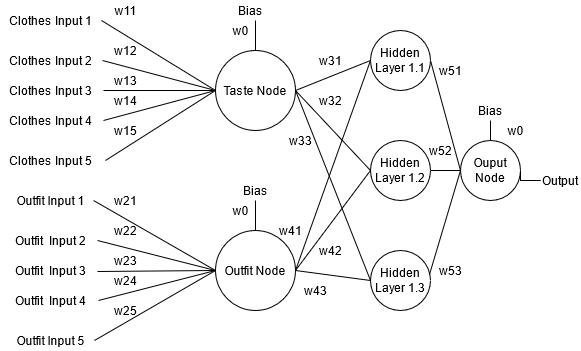 Clothes Input 1
w11
Clothes Input 2
w12
Clothes Input 3
w13
Clothes Input 4
w14
Clothes Input 5
w15
Bias
w0
Taste Node
Outfit Input 1
w21
Outfit Input 2
w22
Outfit Input 3
w23
Outfit Input 4
w24
Outfit Input 5
w25
Bias
w0
Outfit Node
w31
w32
w33
w41
w42
w43
Hidden
Layer 1.1
Hidden
Layer 1.2
Hidden
Layer 1.3
w51
w52
w53
Bias
w0
Ouput
Node
Output